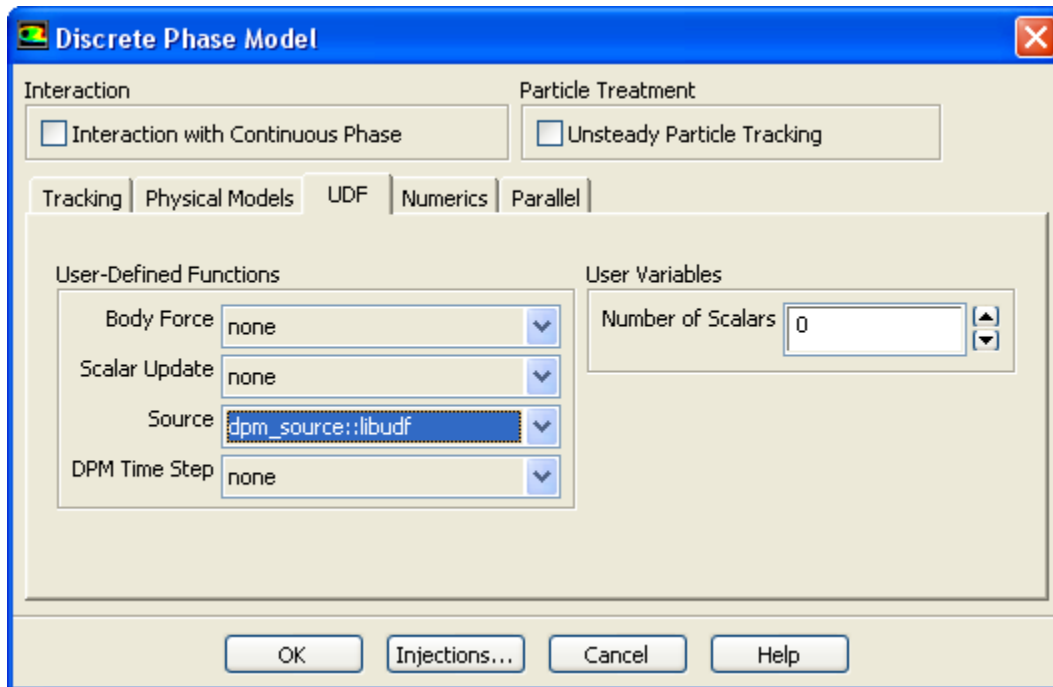 Discrete Phase Model
Interaction
Particle Treatment
Interaction with Continuous Phase
Unsteady Particle Tracking
Tracking Physical Models UDF Numerics Parallel
User-Defined Functions
User Variables
Body Force none
Number of Scalars 0
Scalar Update none
Source dpm_source::libudf
DPM Time Step none
OK Injections... Cancel Help